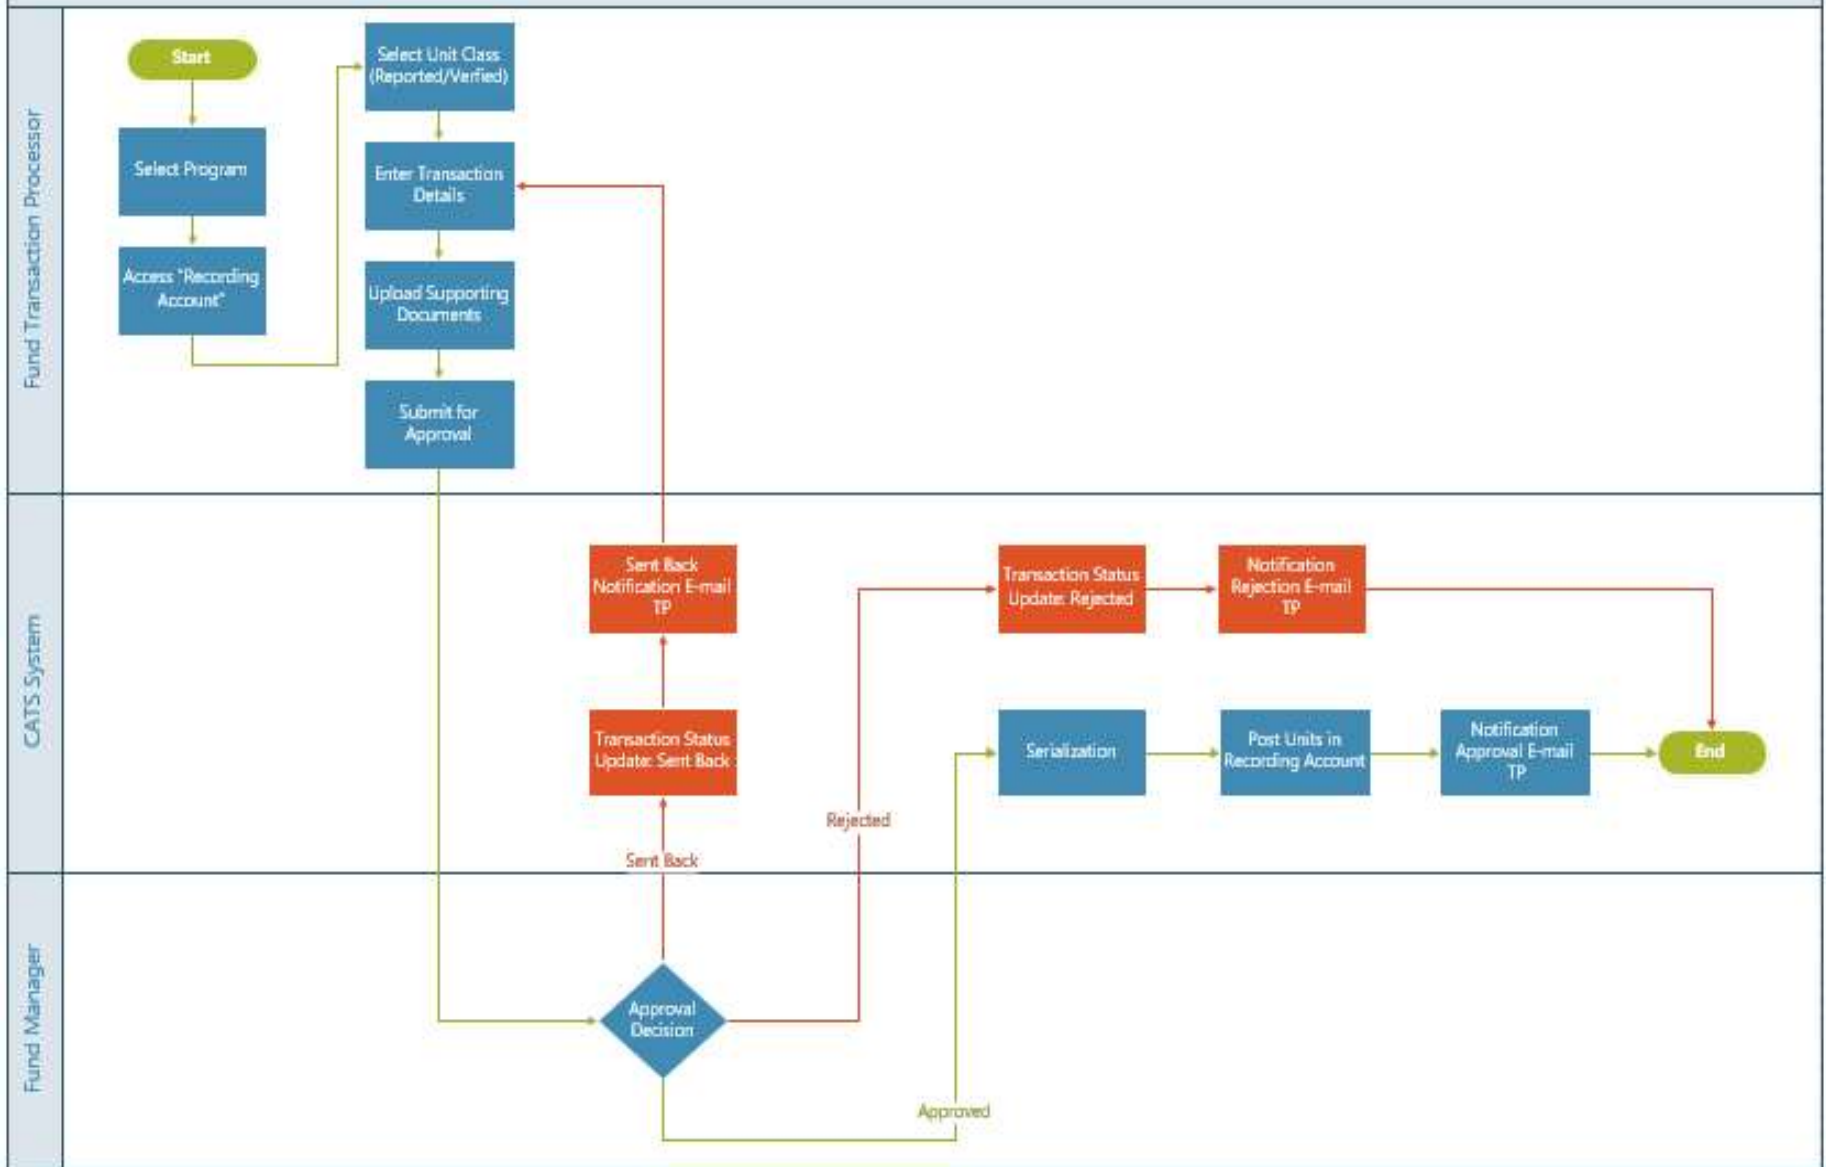 Fund Transaction Processor
Start
Select Program
Access "Recording
Account"
Select Unit Class
(Reported/Verfied)
Enter Transaction
Details
Upload Supporting
Documents
Submit for
Approval
CATS System
Sent Back
Notification E-mail
TP
Transaction Status
Update: Sent Back
Sent Back
Transaction Status
Update: Rejected
Notification
Rejection E-mail
TP
Rejected
Serialization
Post Units in
Recording Account
Notification
Approval E-mail
TP
End
Fund Manager
Approval
Decision
Approved